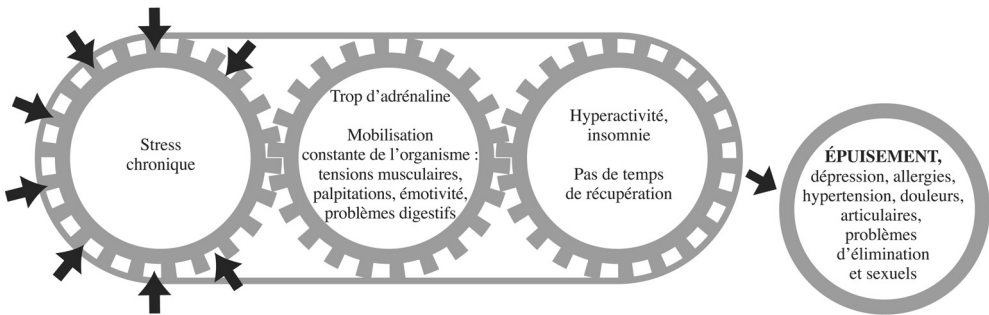 Stress
chronique
Trop d’adrénaline
Mobilisation
constante de l’organisme :
tensions musculaires,
palpitations, émotivité,
problèmes digestifs
Hyperactivité,
insomnie
Pas de temps
de récupération
ÉPUISEMENT,
dépression, allergies,
hypertension, douleurs,
articulaires,
problèmes
d’élimination
et sexuels